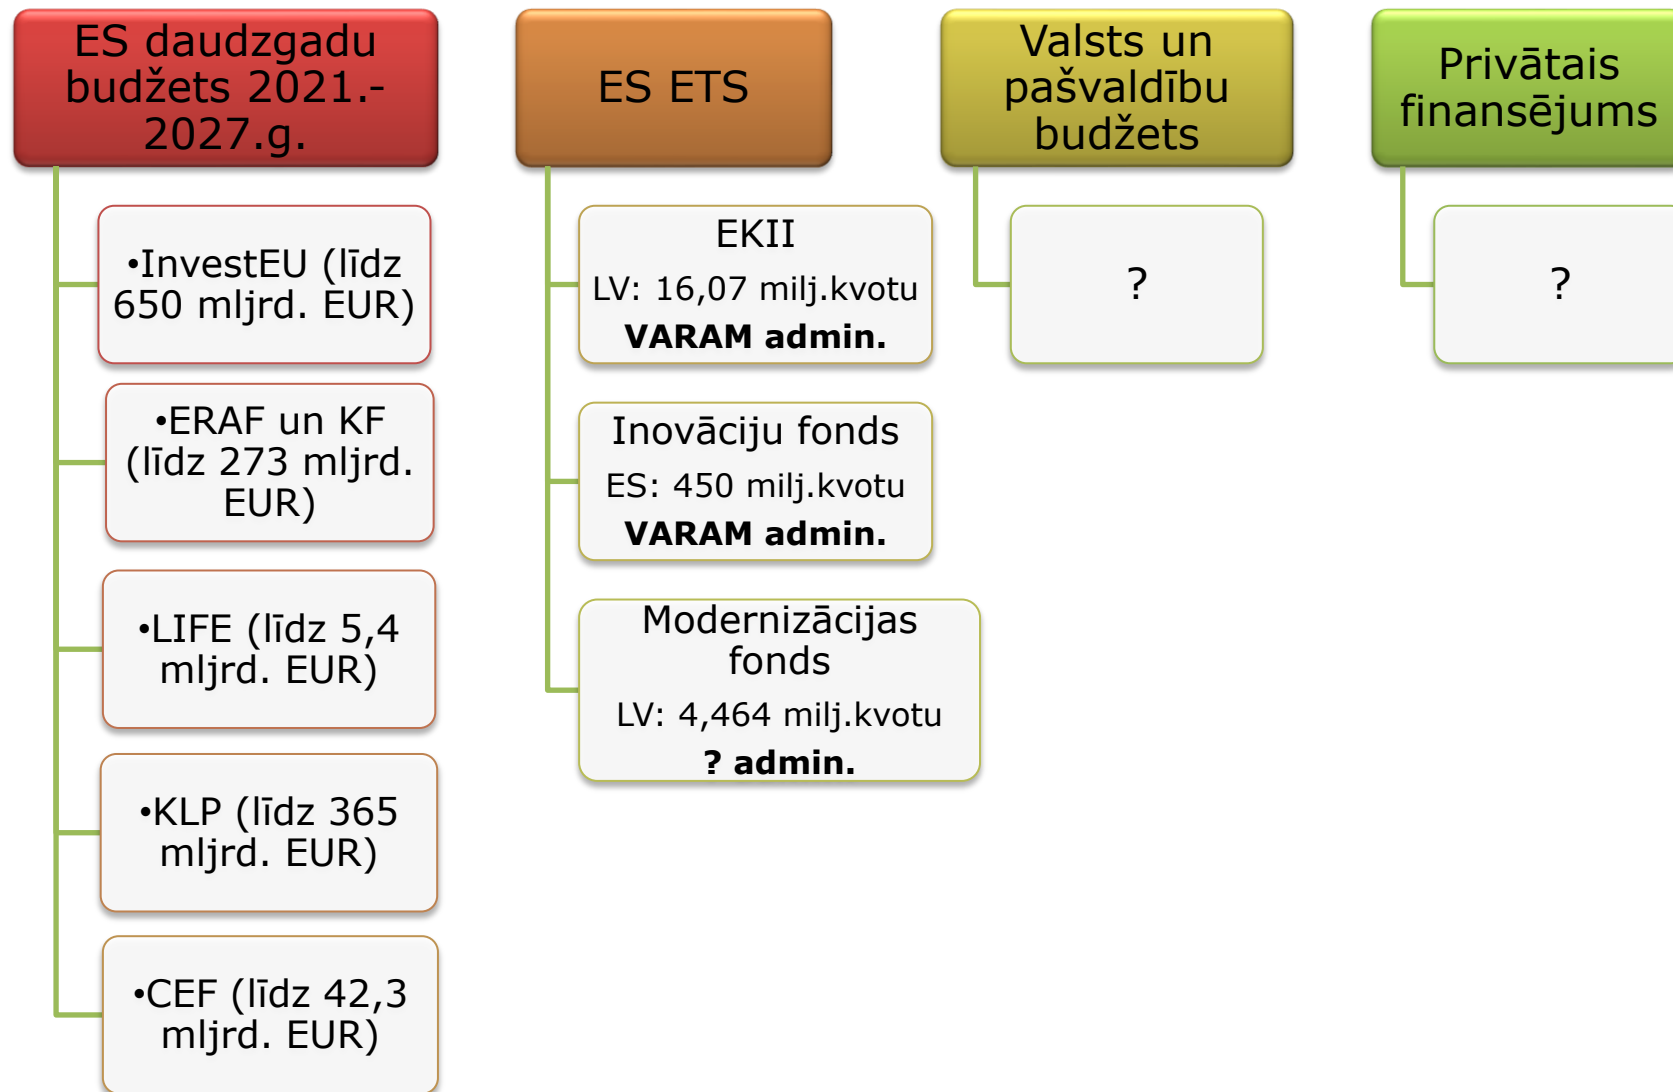 ES daudzgadu
budžets 2021.-
2027.g.
•InvestEU (līdz
650 mljrd. EUR)
•ERAF un KF
(līdz 273 mljrd.
EUR)
•LIFE (līdz 5,4
mljrd. EUR)
•KLP (līdz 365
mljrd. EUR)
•CEF (līdz 42,3
mljrd. EUR)
ES ETS
EKII
LV: 16,07 milj.kvotu
VARAM admin.
Inovāciju fonds
ES: 450 milj.kvotu
VARAM admin.
Modernizācijas
fonds
LV: 4,464 milj.kvotu
? admin.
Valsts un
pašvaldību
budžets
?
Privātais
finansējums
?